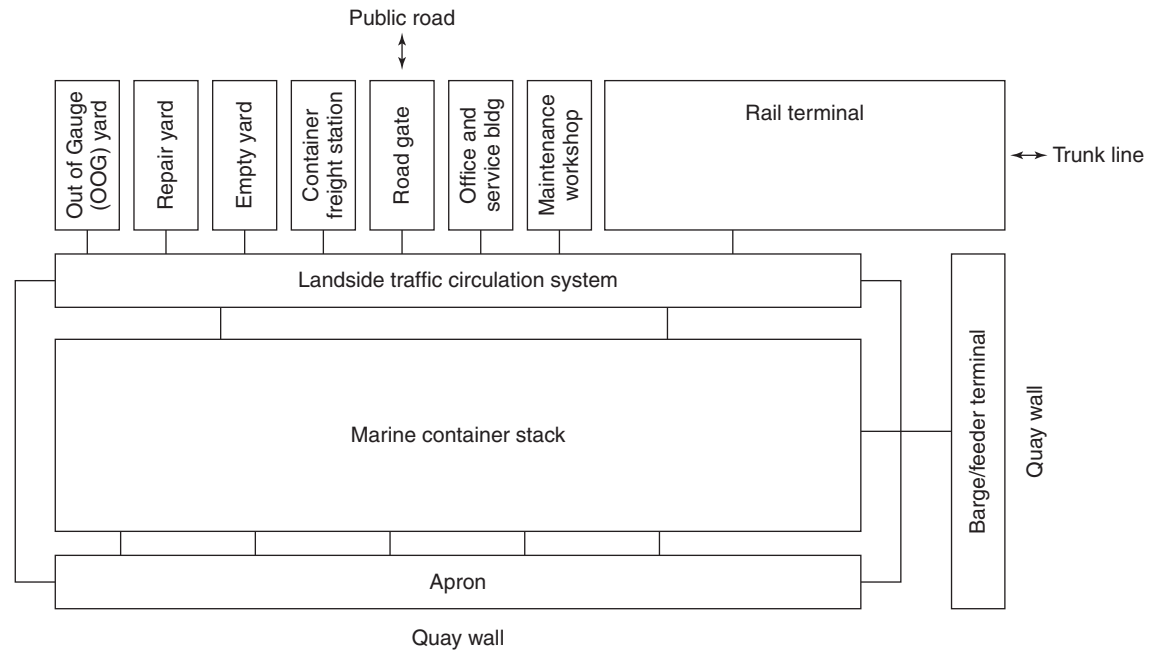 Public road
Out of Gauge
(OOG) yard
Repair yard
Empty yard
Container
freight station
Road gate
Office and
service bldg
Maintenance
workshop
Rail terminal
Trunk line
Landside traffic circulation system
Marine container stack
Barge/feeder terminal
Quay wall
Apron
Quay wall